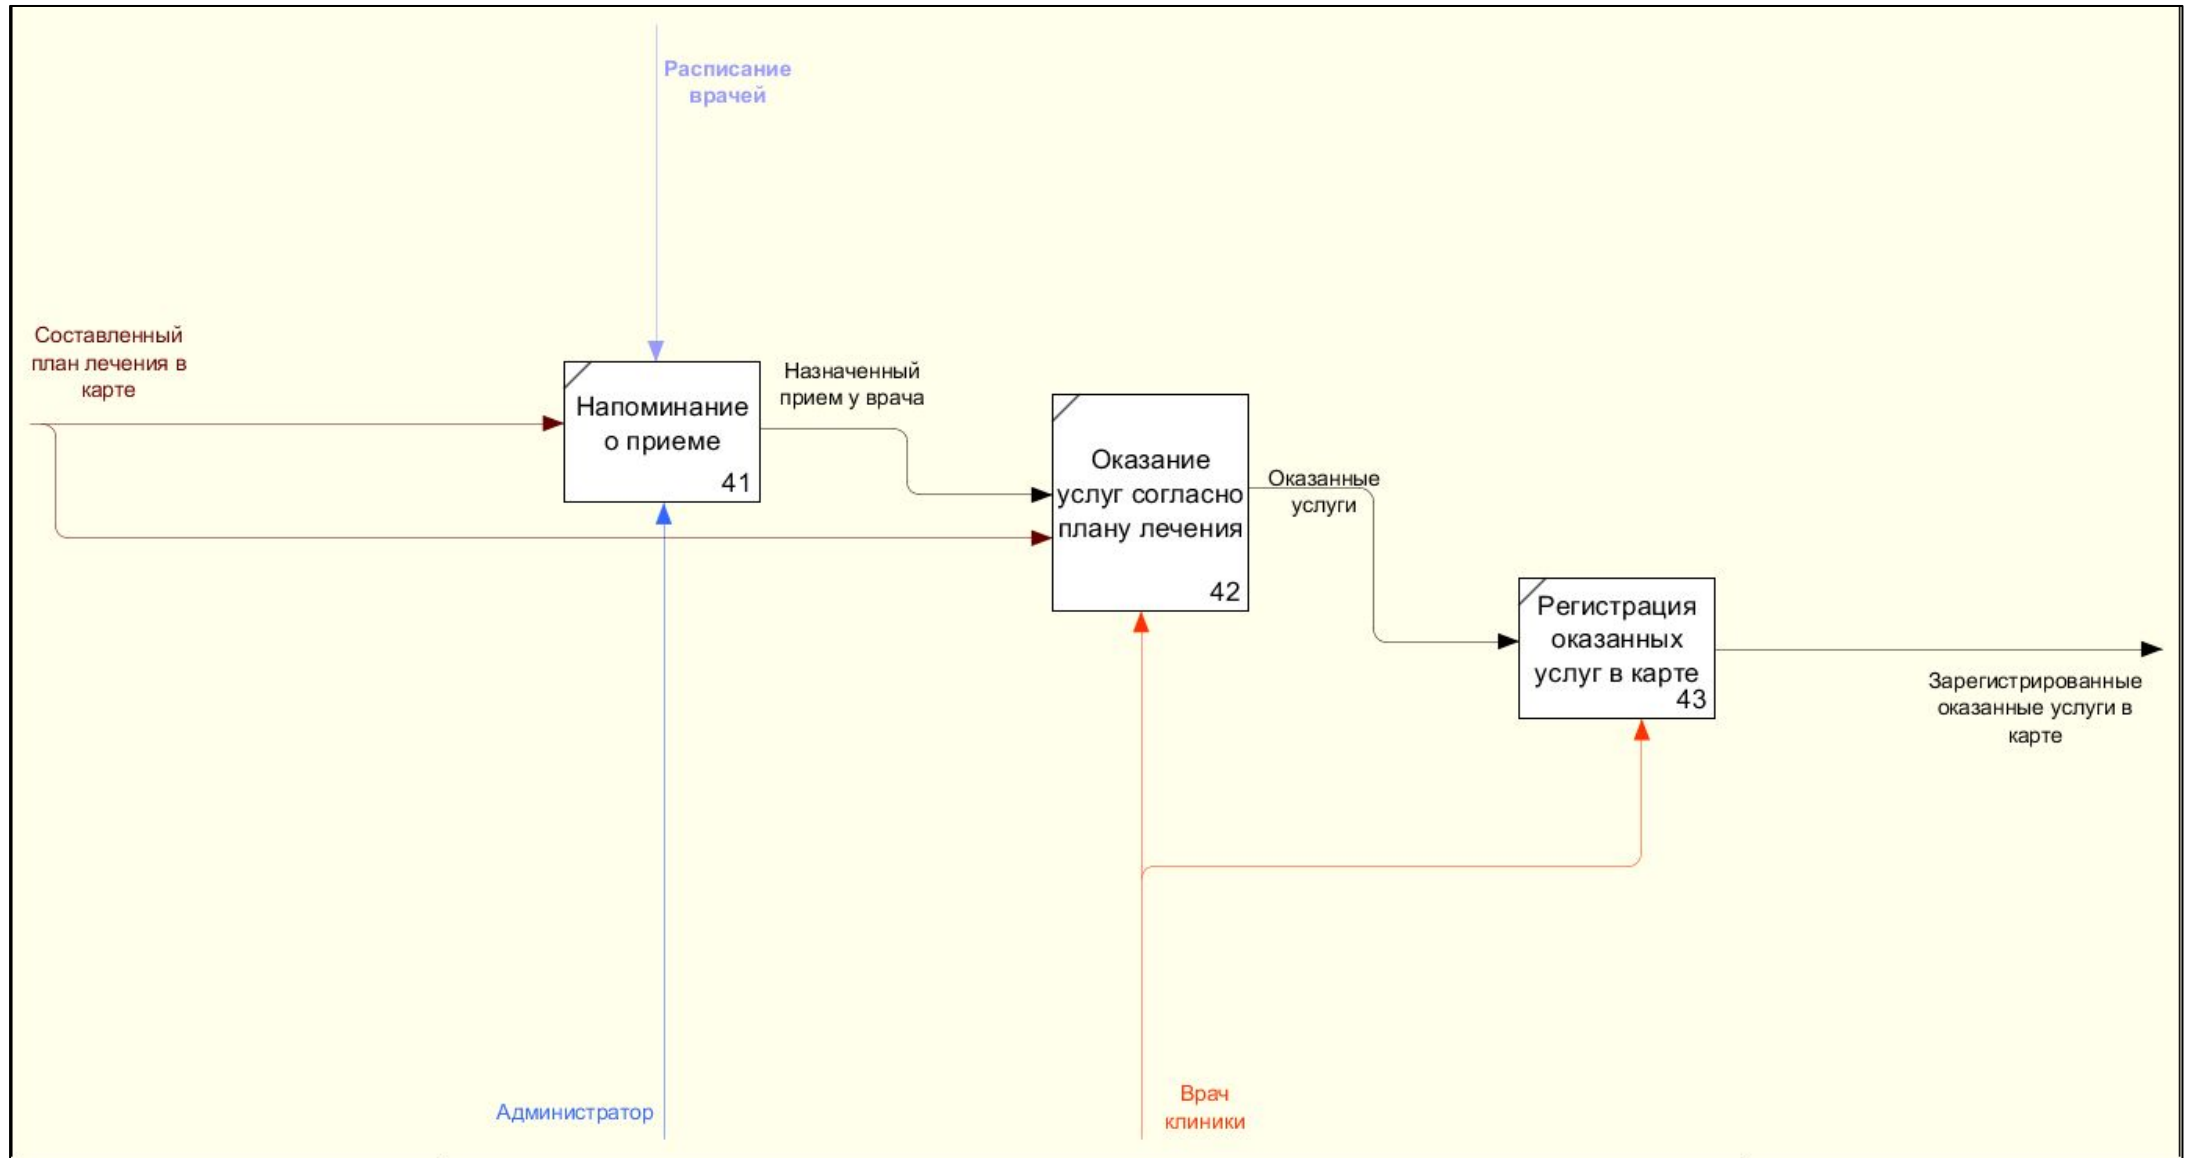 Расписание
врачей
Составленный
план лечения в
карте
Напоминание
о приеме
41
Назначенный
прием у врача
Оказание
услуг согласно
плану лечения
42
Оказанные
услуги
Регистрация
оказанных
услуг в карте
43
Зарегистрированные
оказанные услуги в
карте
Администратор
Врач
клиники